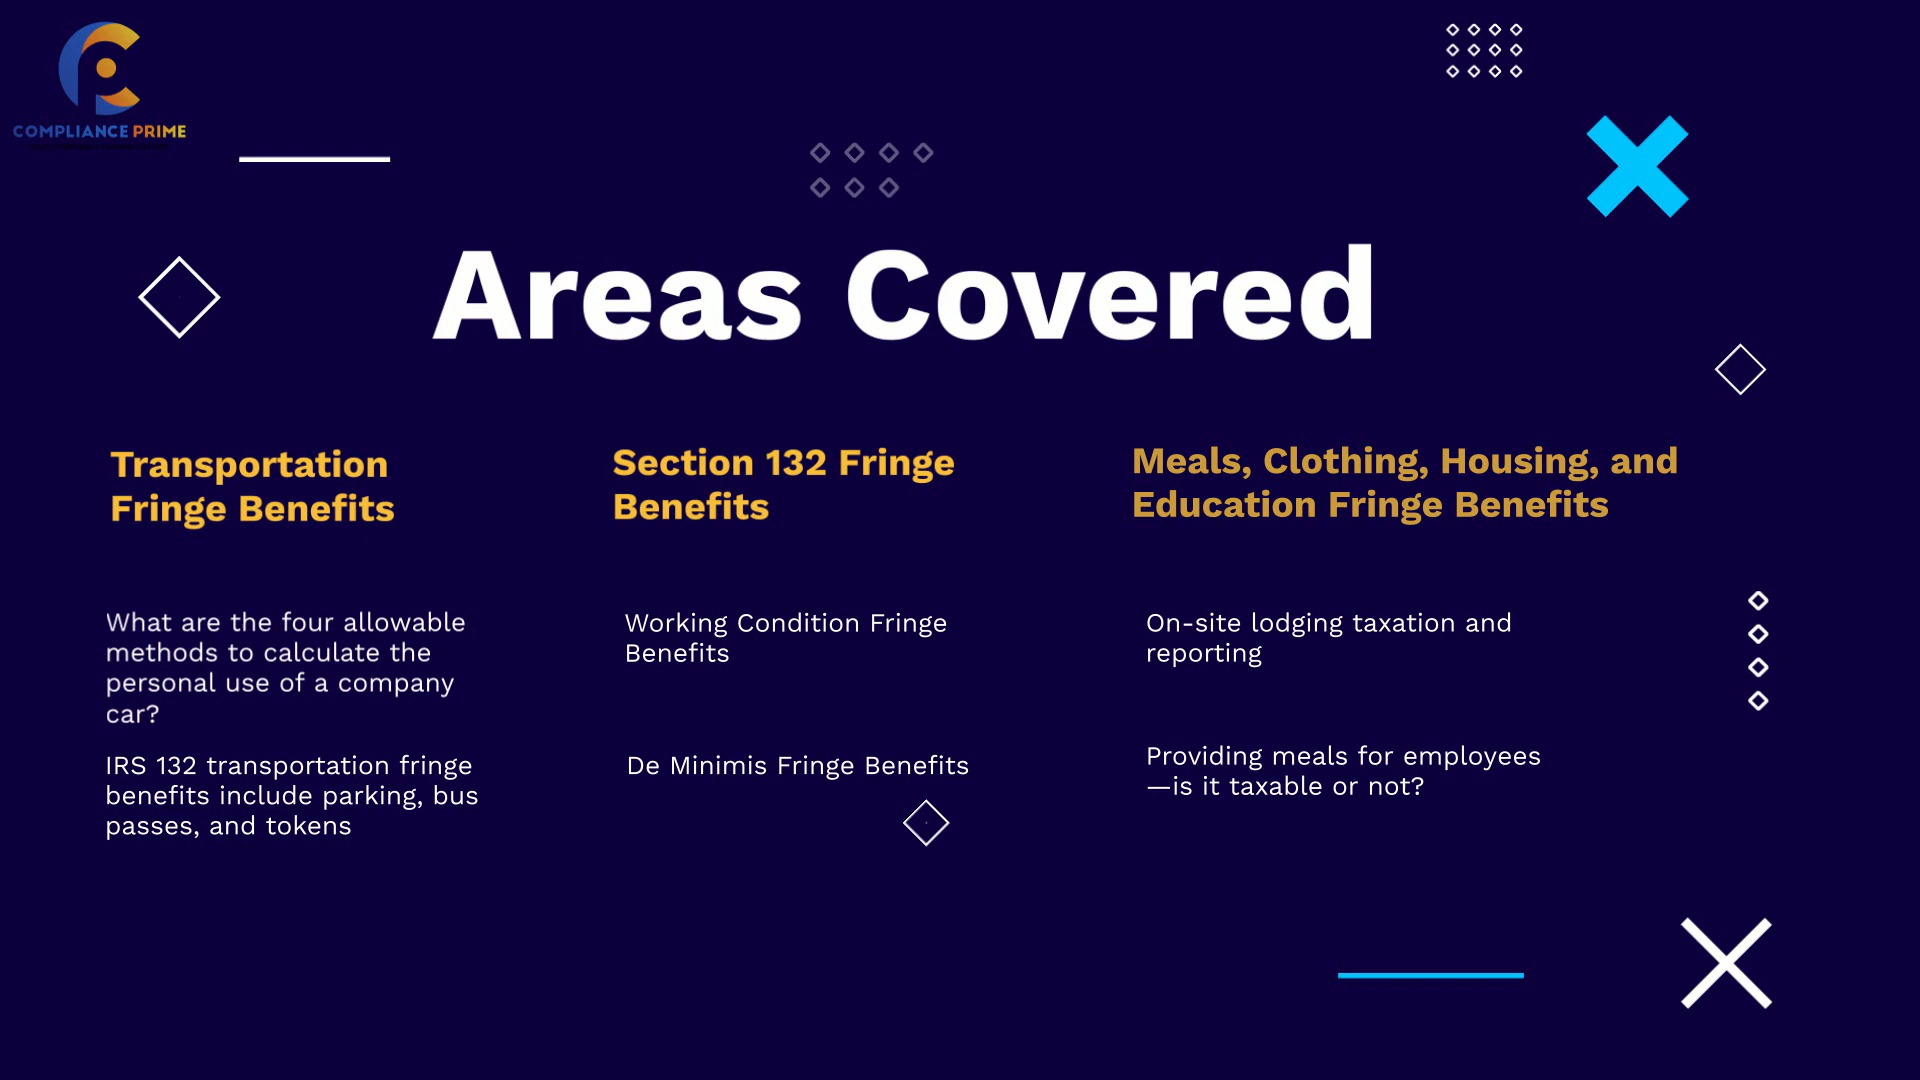 COMPLIANCE PRIME
Areas Covered
Transportation
Fringe Benefits
What are the four allowable
methods to calculate the
personal use of a company
car?
IRS 132 transportation fringe
benefits include parking, bus
passes, and tokens
Section 132 Fringe
Benefits
Working Condition Fringe
Benefits
De Minimis Fringe Benefits
Meals, Clothing, Housing, and
Education Fringe Benefits
On-site lodging taxation and
reporting
Providing meals for employees
—is it taxable or not?